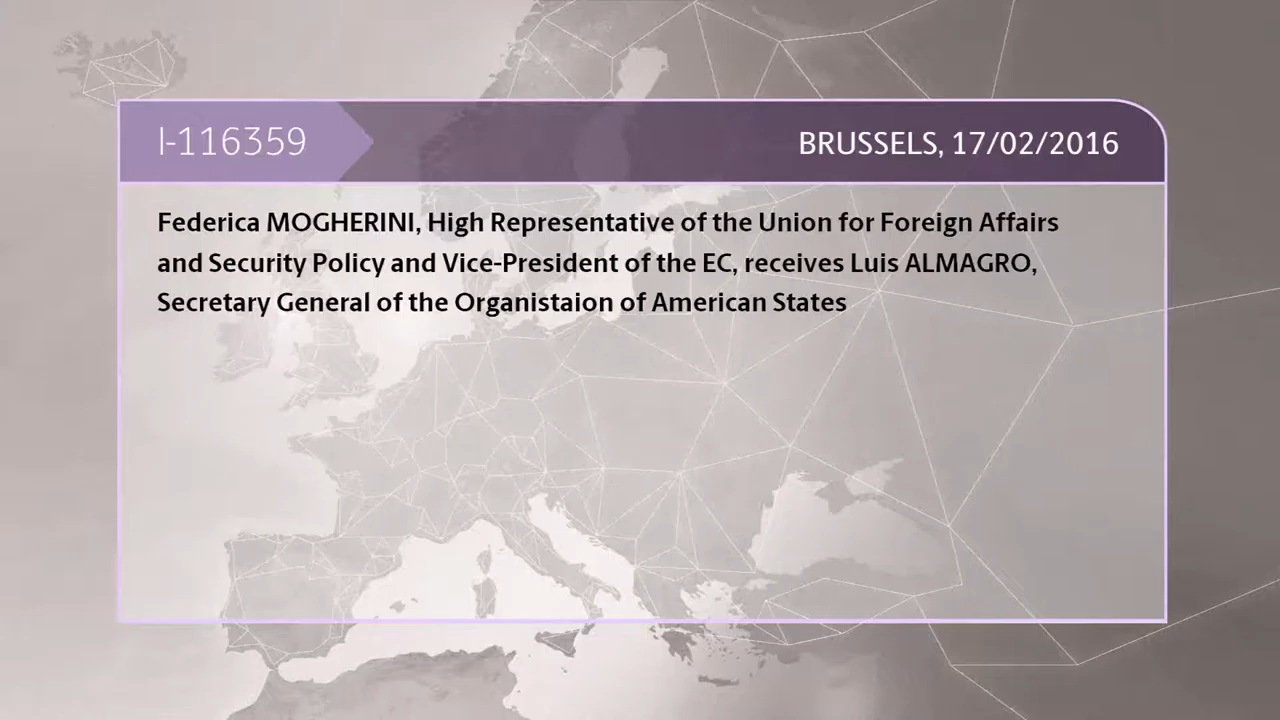 I-116359
BRUSSELS, 17/02/2016
Federica MOGHERINI, High Representative of the Union for Foreign Affairs
and Security Policy and Vice-President of the EC, receives Luis ALMAGRO,
Secretary General of the Organistaion of American States